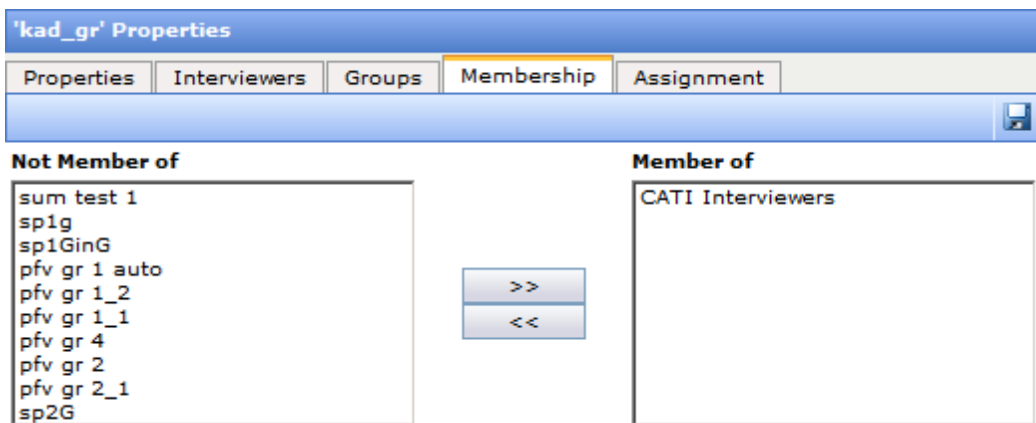 'kad_gr' Properties
Properties Interviewers Groups Membership Assignment
Not Member of
sum test 1
sp1g
sp1GinG
pfv gr 1 auto
pfv gr 1_2
pfv gr 1_1
pfv gr 4
pfv gr 2
pfv gr 2_1
sp2G
>>
<<
Member of
CATI Interviewers